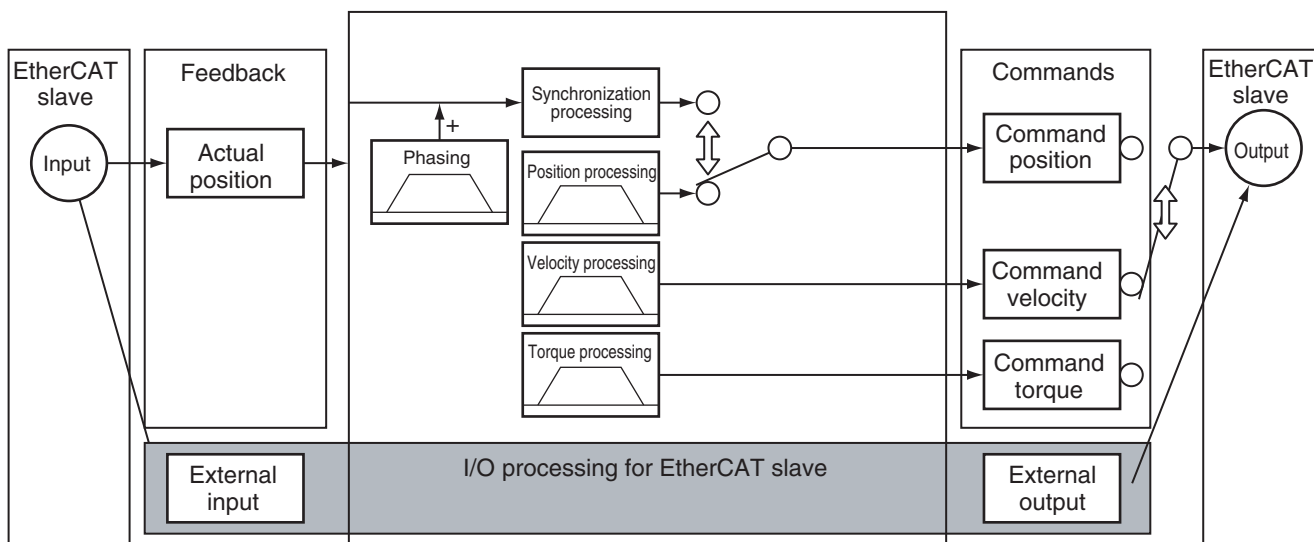 EtherCAT
slave
Input
Feedback
Actual
position
Phasing
+
Synchronization
processing
Position processing
Velocity processing
Torque processing
Commands
Command
position
Command
velocity
Command
torque
EtherCAT
slave
Output
I/O processing for EtherCAT slave
External
input
External
output